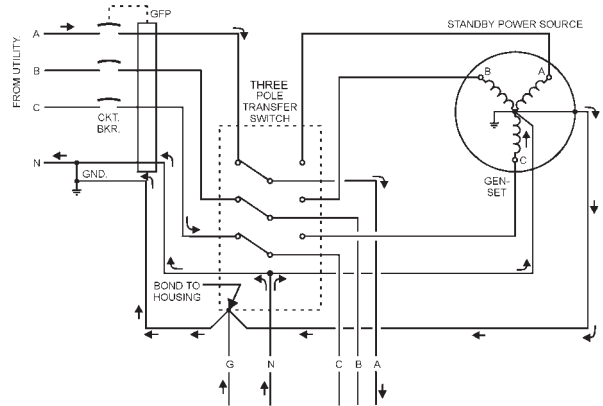 GFP
STANDBY POWER SOURCE
FROM UTILITY.
A
B
C
N
CKT.
BKR.
GND.
THREE
POLE
TRANSFER
SWITCH
B
A
C
GEN-
SET
BOND TO
HOUSING
G
N
C
B
A